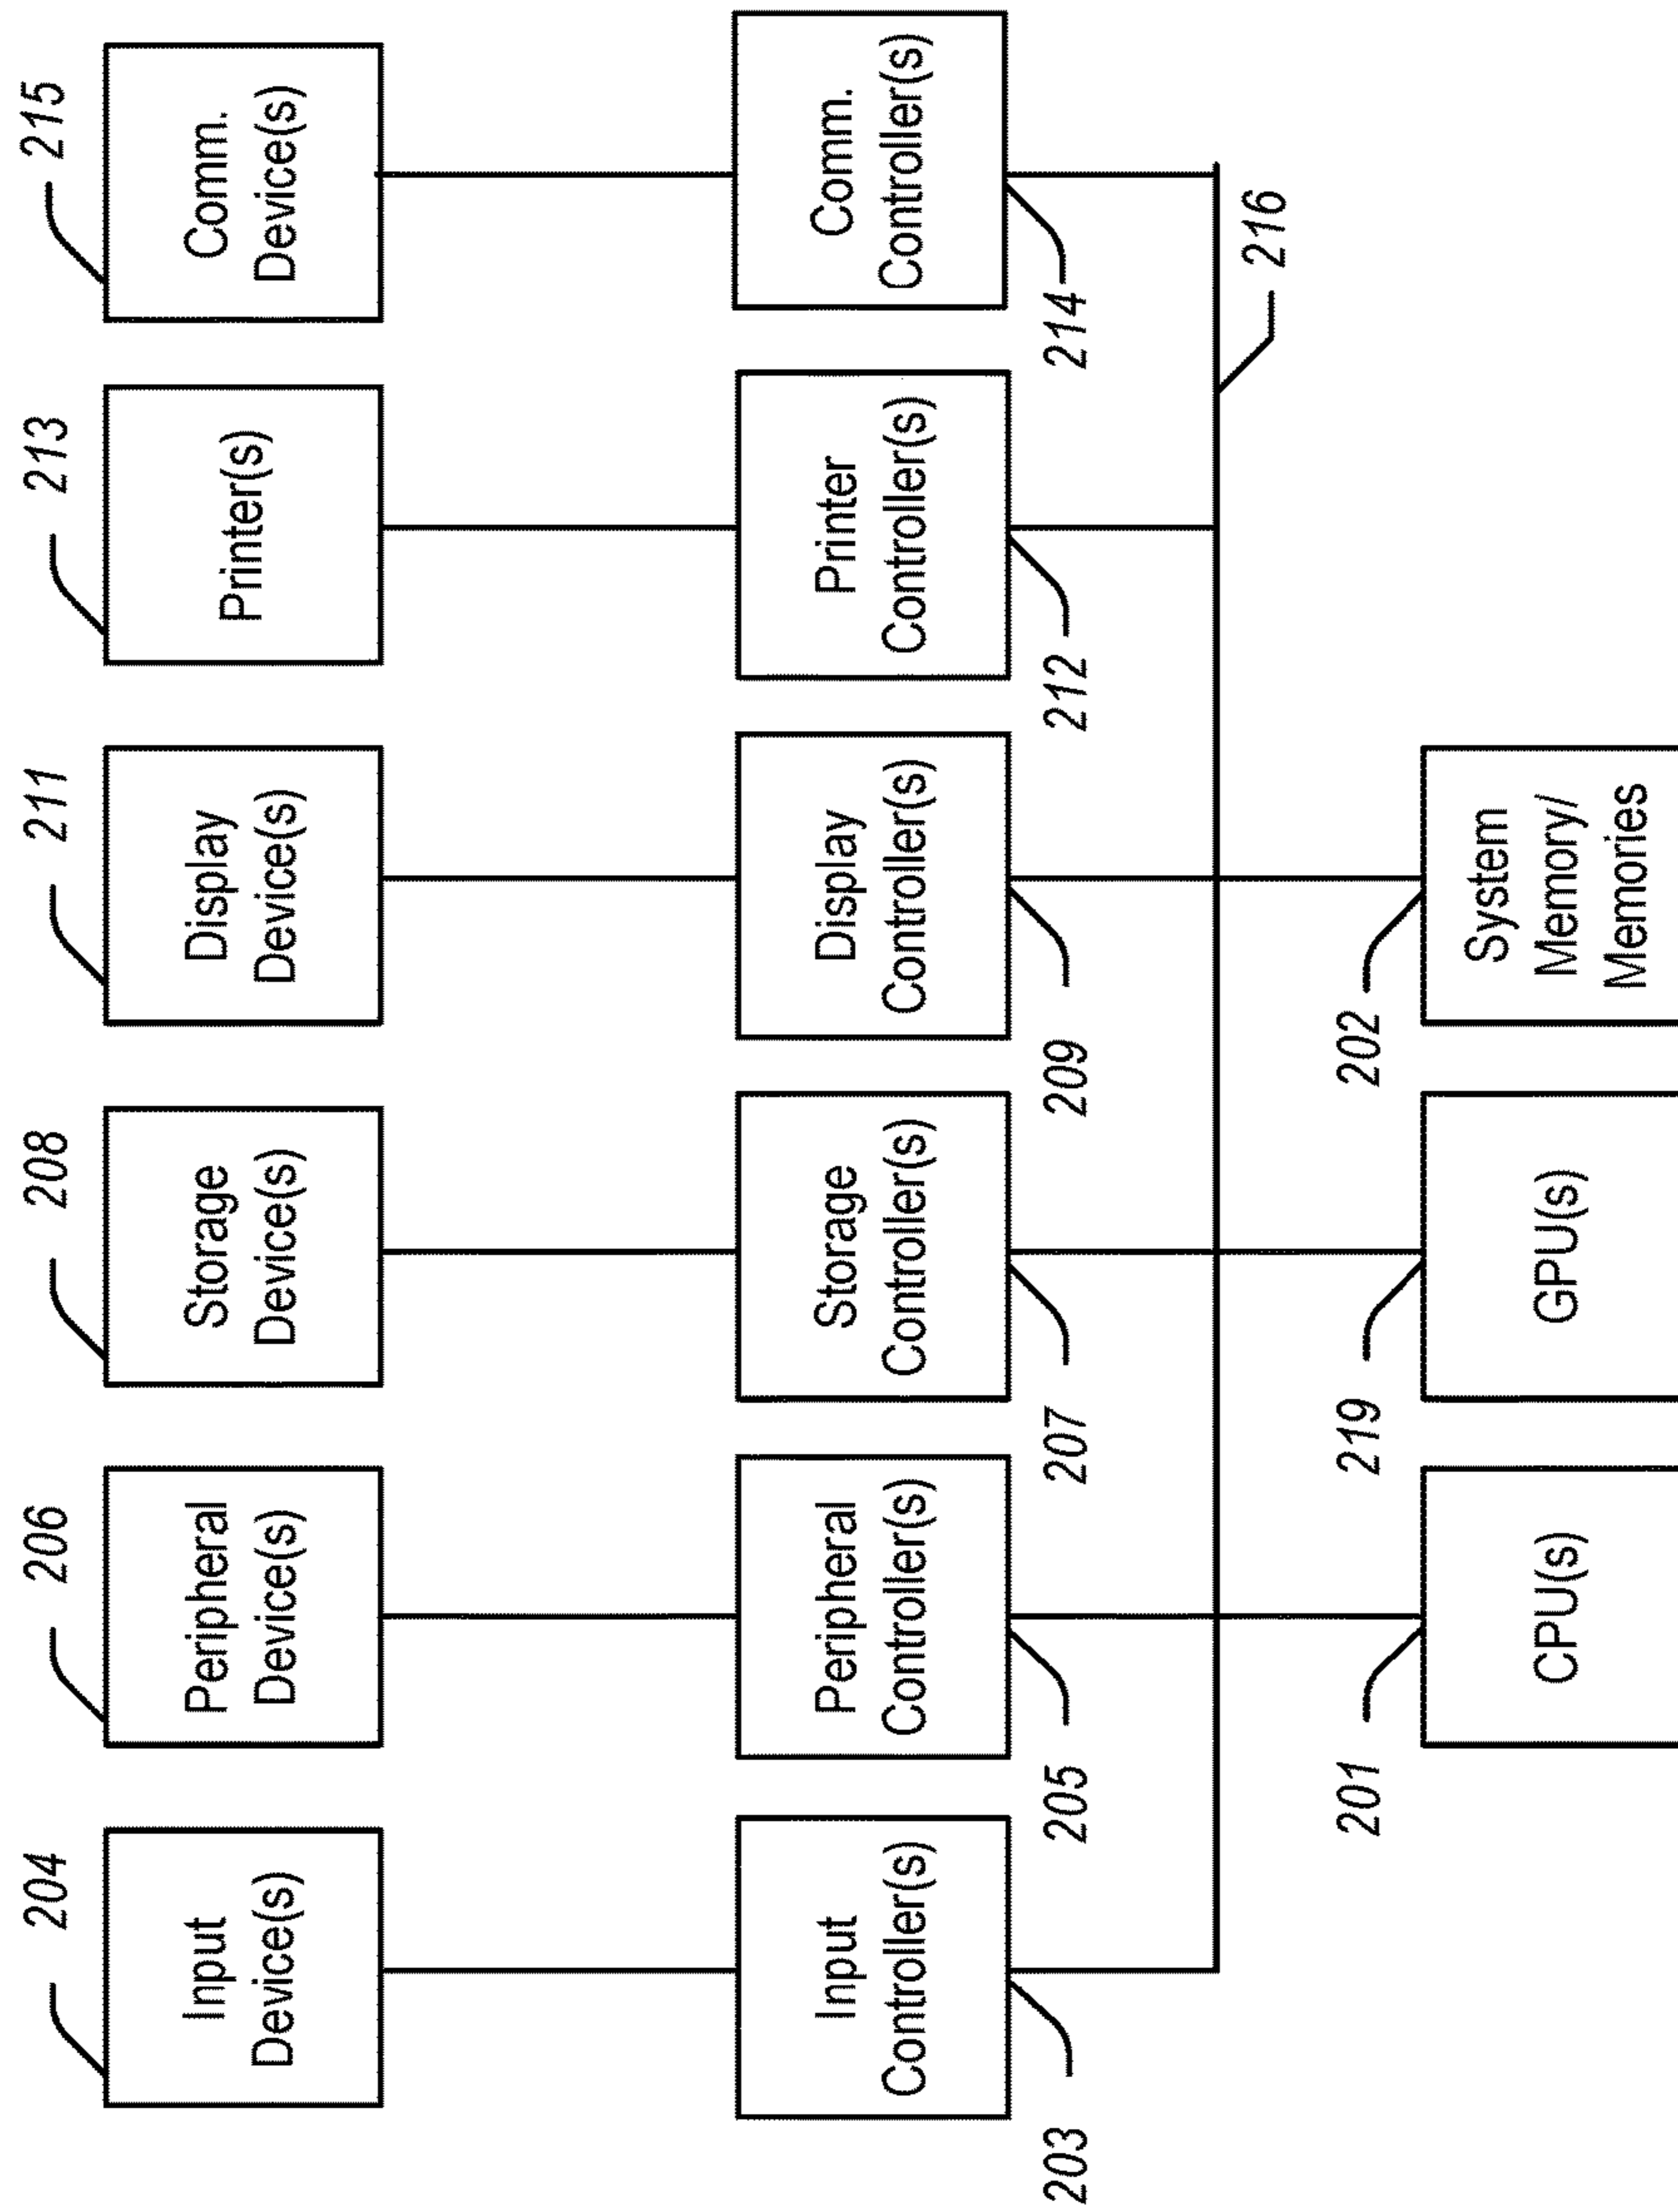 204
206
208
211
213
215
Input
Device(s)
Peripheral
Device(s)
Storage
Device(s)
Display
Device(s)
Printer(s)
Comm.
Device(s)
Input
Controller(s)
Peripheral
Controller(s)
Storage
Controller(s)
Display
Controller(s)
Printer
Controller(s)
Comm.
Controller(s)
203
205
207
209
212
214
216
201
219
202
CPU(s)
GPU(s)
System
Memory/
Memories